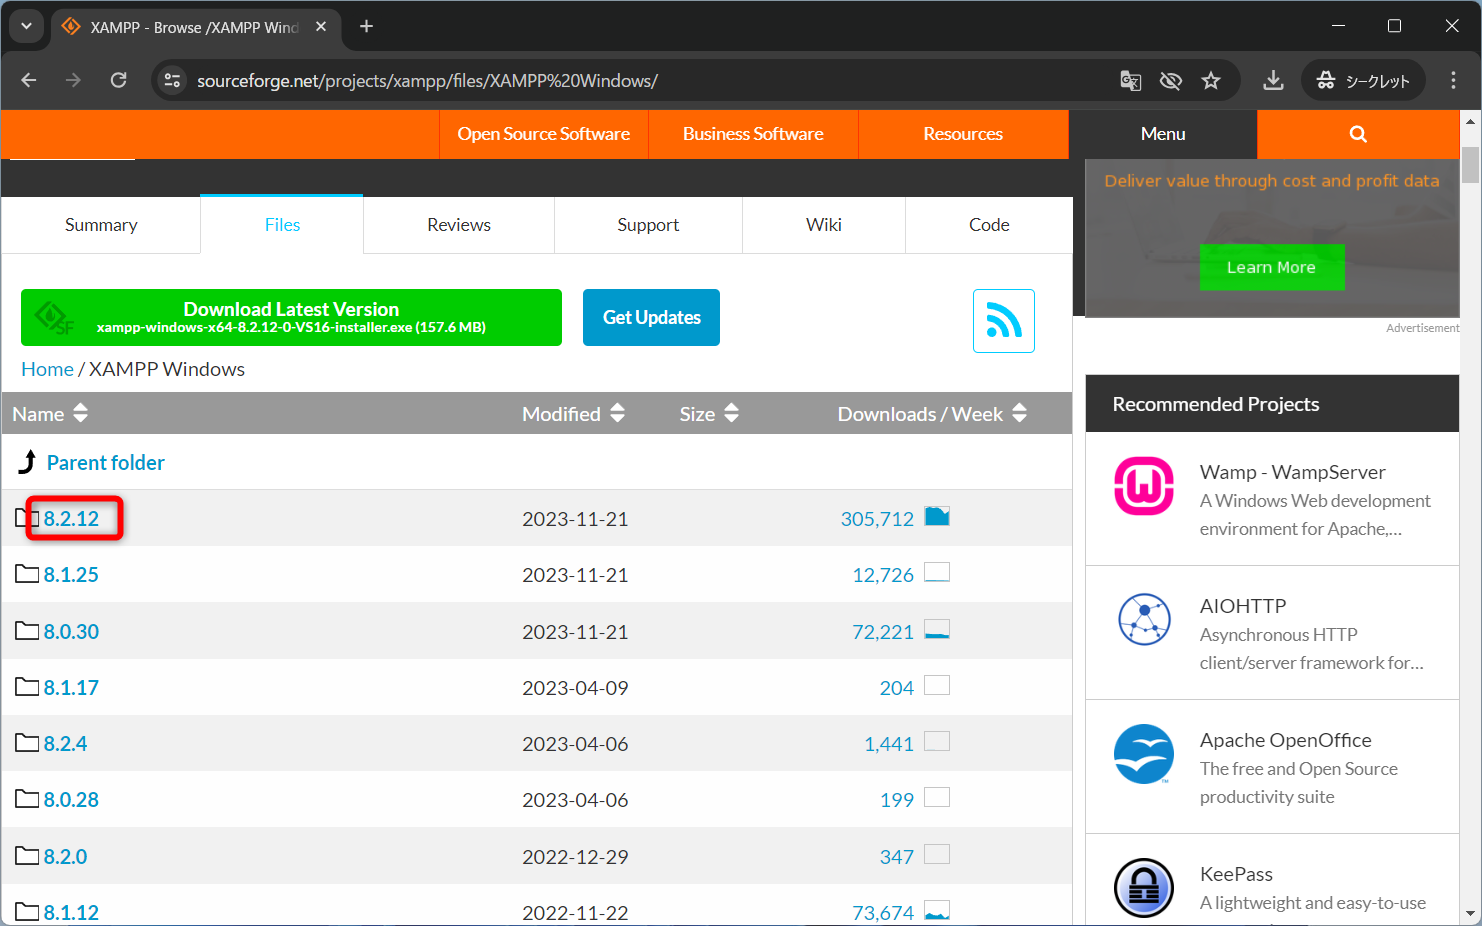 XAMPP - Browse /XAMPP Wind
sourceforge.net/projects/xampp/files/XAMPP%20Windows/
シークレット
Open Source Software
Business Software
Resources
Menu
Deliver value through cost and profit data
Learn More
Advertisement
Summary
Files
Reviews
Support
Wiki
Code
SF
Download Latest Version
xampp-windows-x64-8.2.12-0-VS16-installer.exe (157.6 MB)
Get Updates
Home / XAMPP Windows
Name
Modified
Size
Downloads / Week
Parent folder
8.2.12 2023-11-21 305,712
8.1.25 2023-11-21 12,726
8.0.30 2023-11-21 72,221
8.1.17 2023-04-09 204
8.2.4 2023-04-06 1,441
8.0.28 2023-04-06 199
8.2.0 2022-12-29 347
8.1.12 2022-11-22 73,674
Recommended Projects
Wamp - WampServer
A Windows Web development
environment for Apache,...
AIOHTTP
Asynchronous HTTP
client/server framework for...
Apache OpenOffice
The free and Open Source
productivity suite
KeePass
A lightweight and easy-to-use